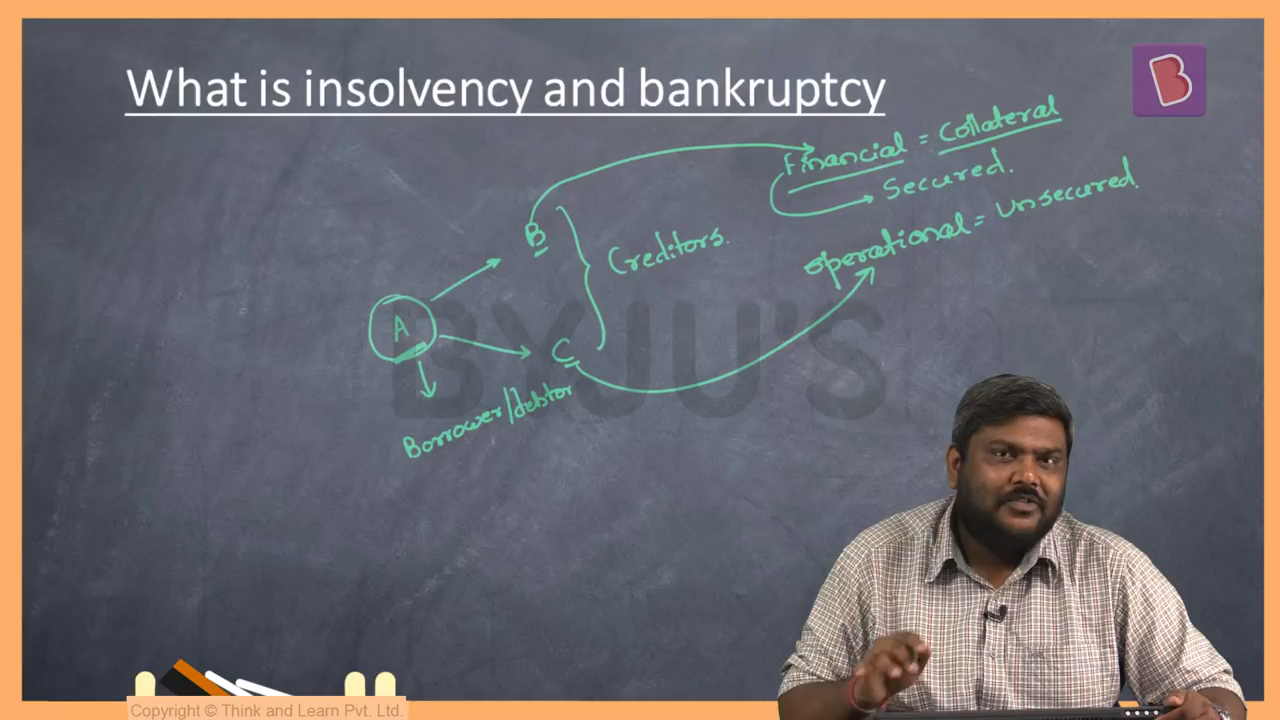 What is insolvency and bankruptcy
B
Financial = Collateral
Secured.
B
Creditors.
operational = Unsecured.
A
C
Borrower/debtor
BYJU'S
Copyright © Think and Learn Pvt. Ltd.